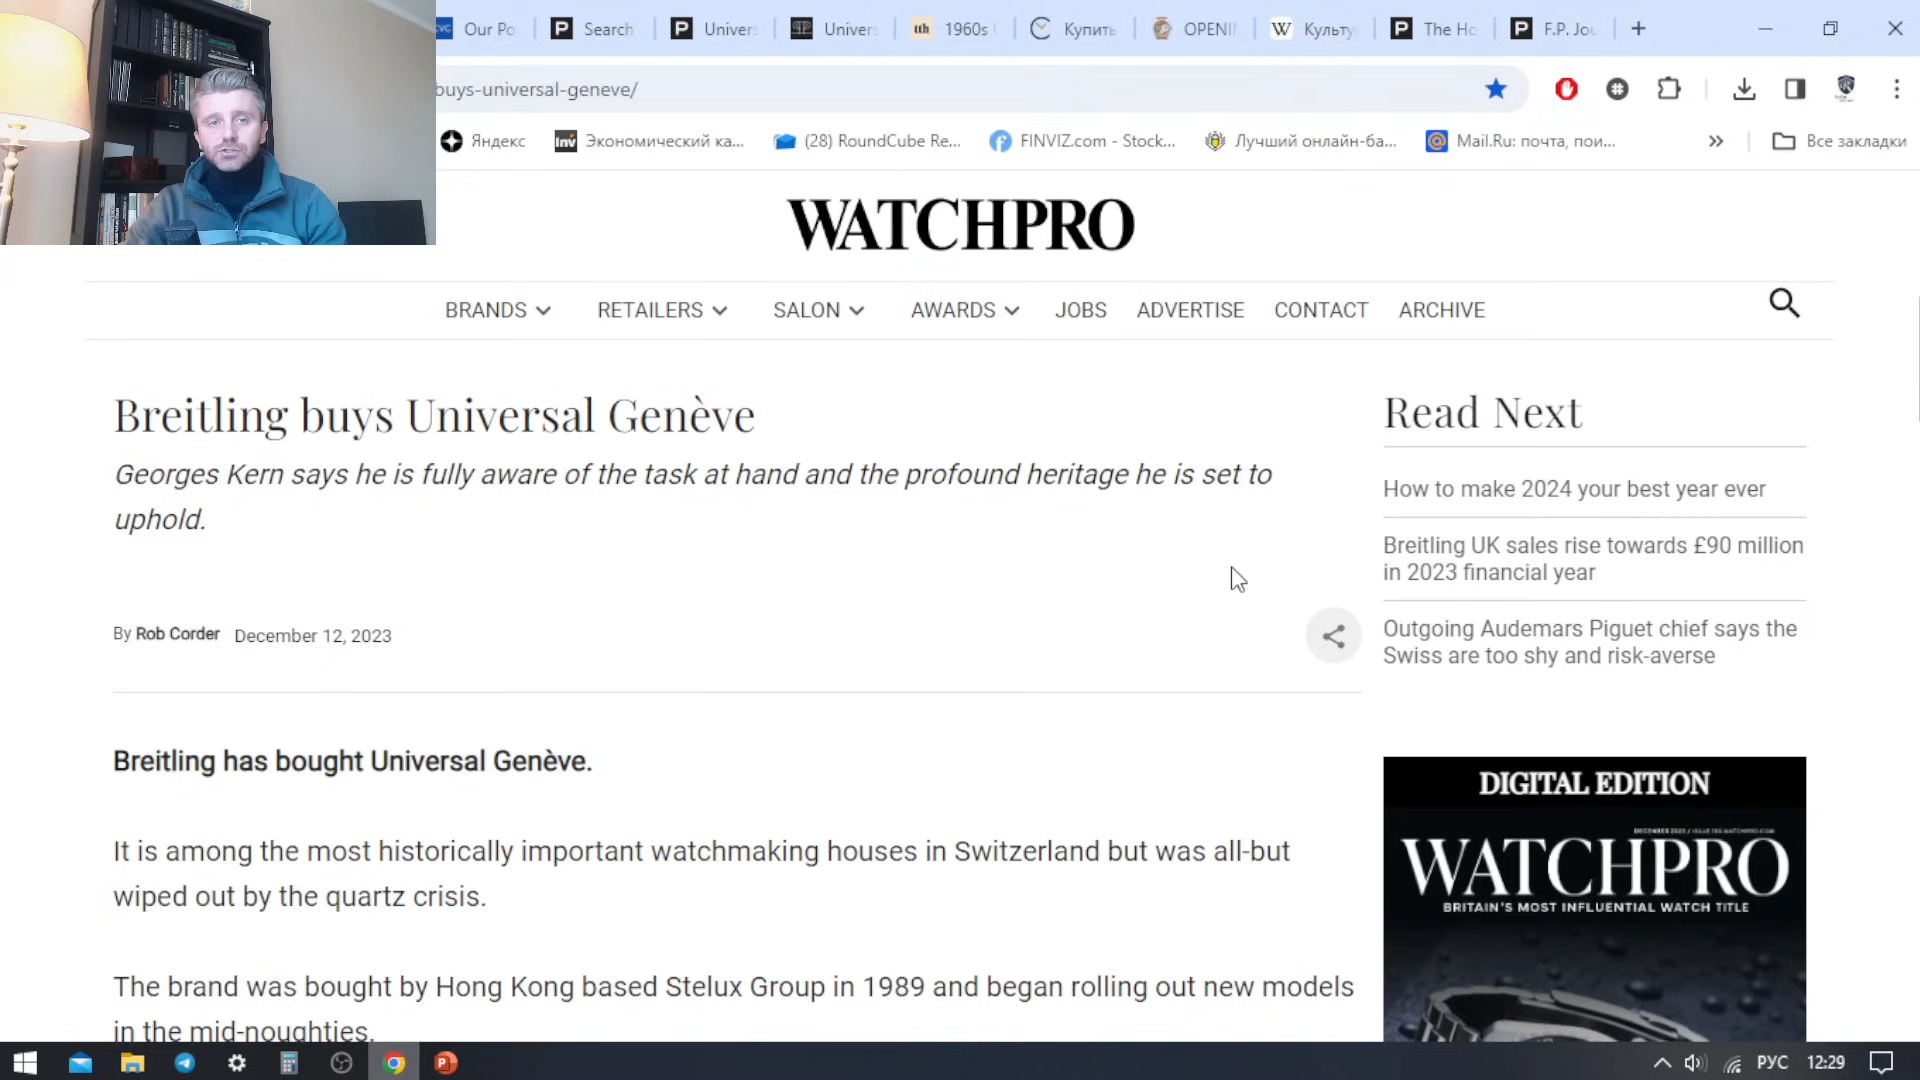 Our Po
Search
Univers
Univers
1960s
Купить
OPENI
Культу
The Ho
F.P. Jou
buys-universal-geneve/
Яндекс
Inv
Экономический ка...
(28) RoundCube Re...
FINVIZ.com - Stock...
Лучший онлайн-ба...
Mail.Ru: почта, пои...
Все закладки
WATCHPRO
BRANDS
RETAILERS
SALON
AWARDS
JOBS
ADVERTISE
CONTACT
ARCHIVE
Breitling buys Universal Genève
Georges Kern says he is fully aware of the task at hand and the profound heritage he is set to
uphold.
By Rob Corder December 12, 2023
Breitling has bought Universal Genève.
It is among the most historically important watchmaking houses in Switzerland but was all-but
wiped out by the quartz crisis.
The brand was bought by Hong Kong based Stelux Group in 1989 and began rolling out new models
in the mid-noughties.
Read Next
How to make 2024 your best year ever
Breitling UK sales rise towards £90 million
in 2023 financial year
Outgoing Audemars Piguet chief says the
Swiss are too shy and risk-averse
DIGITAL EDITION
WATCHPRO
BRITAIN'S MOST INFLUENTIAL WATCH TITLE
РУС
12:29